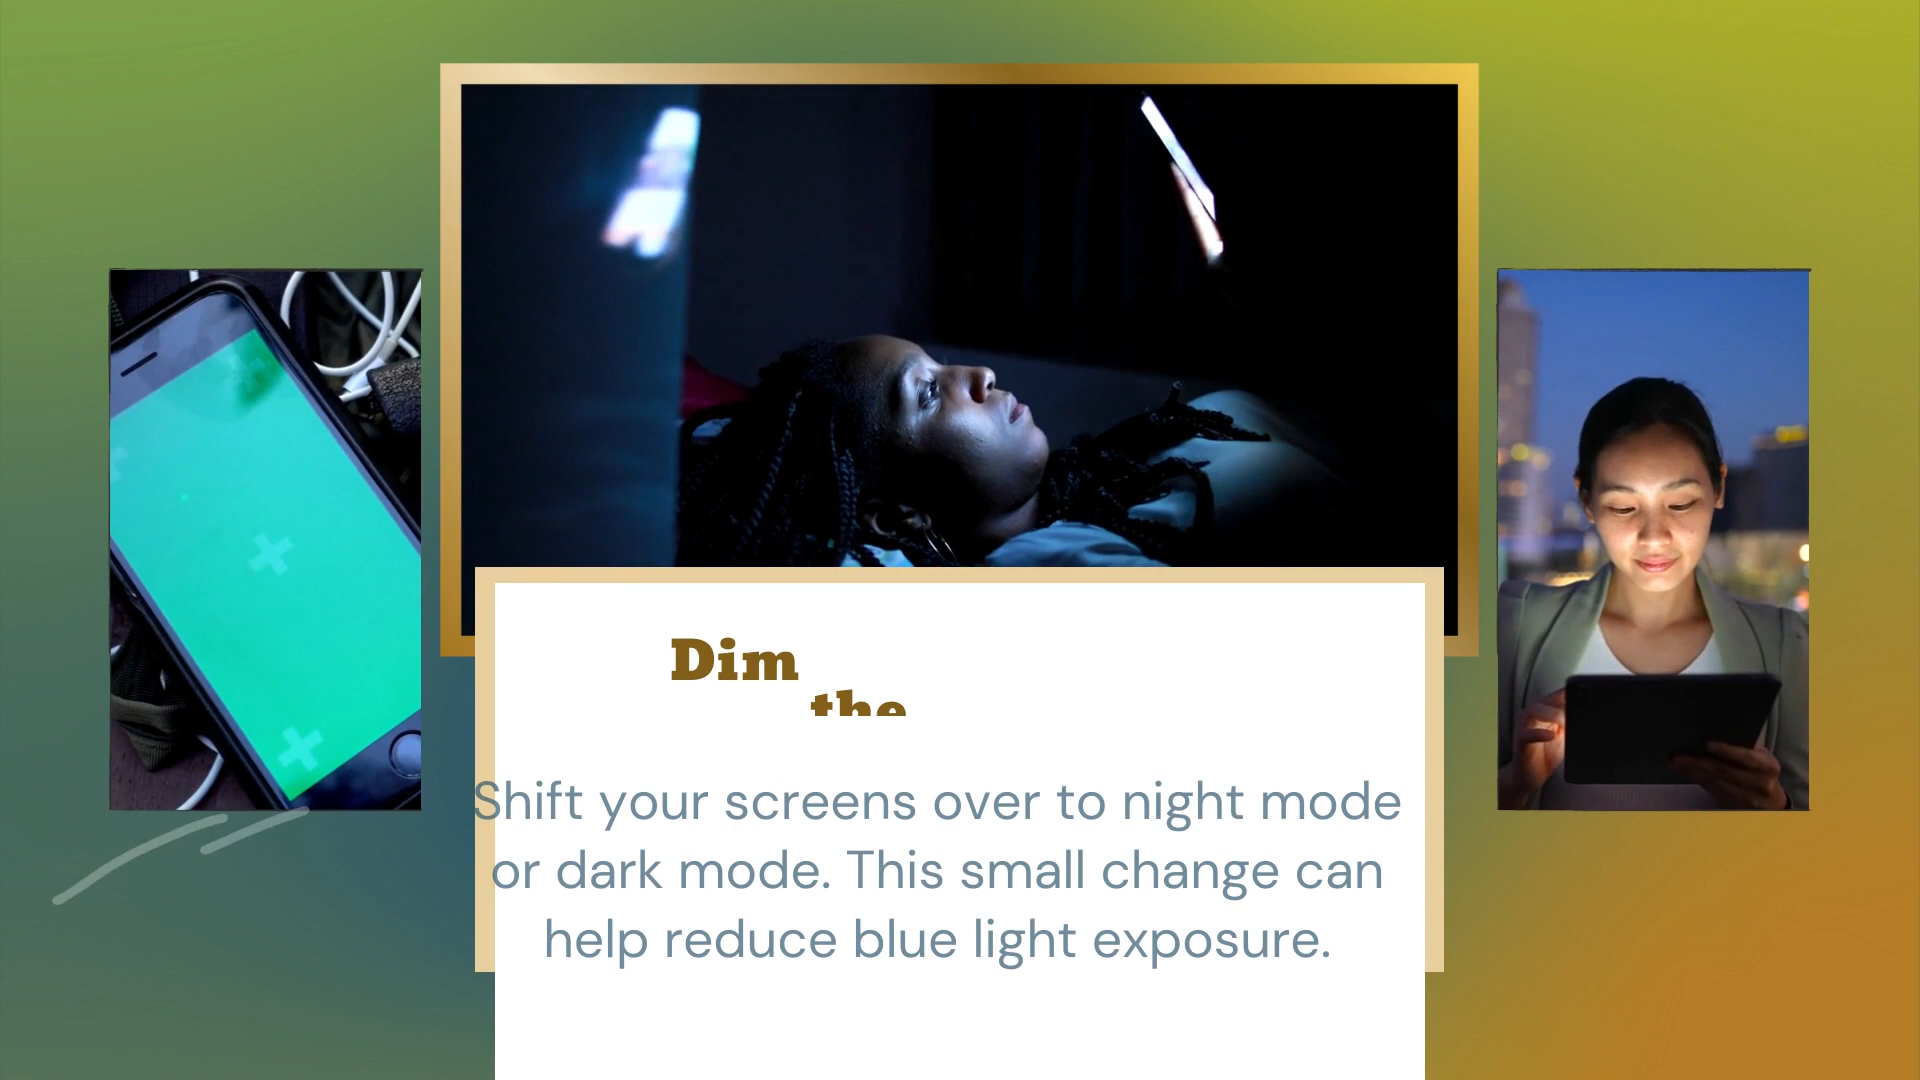 Dim
the
Shift your screens over to night mode
or dark mode. This small change can
help reduce blue light exposure.